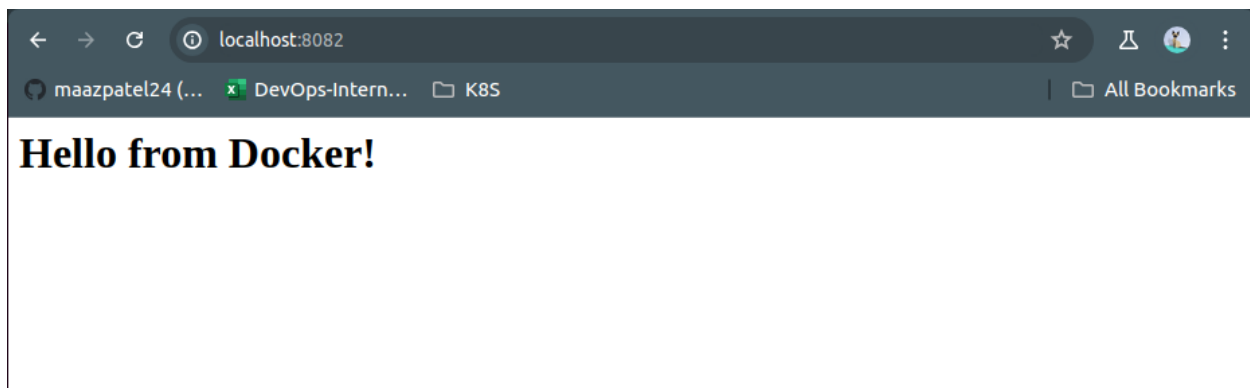 localhost:8082
maazpatel24 (... DevOps-Intern... K8S All Bookmarks
Hello from Docker!